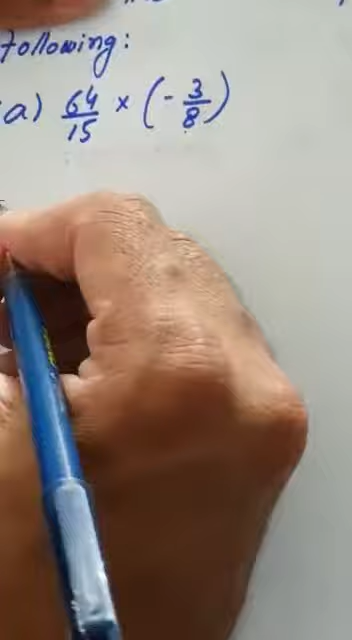 following:
a) 64/15 × (- 3/8)